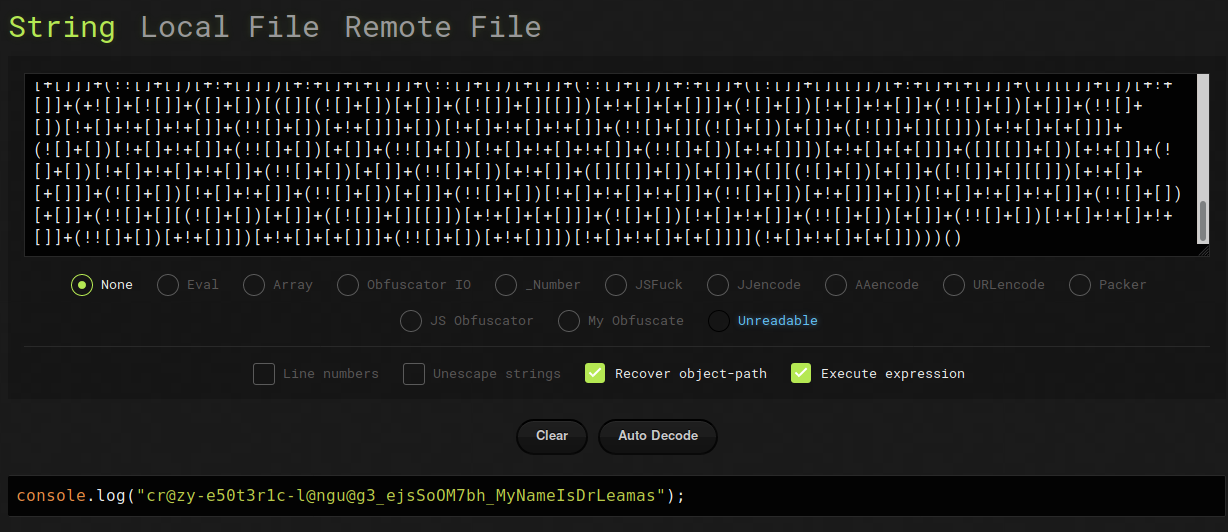 String Local File Remote File
[+[]]]+(!![]+[])[+!+[]]])[+!+[]+[+[]]]+(!![]+[])[+!+[]]+(!![]+[])[+!+[]]+([![]]+[][[]])[+!+[]+[+[]]]+([][[]]+[])[+!+
[]]+(+![]+[![]]+([]+[])[([][(![]+[])[+[]]+([![]]+[][[]])[+!+[]+[+[]]]+(![]+[])[!+[]+!+[]]+(!![]+[])[+[]]+(!![]+
[])[!+[]+!+[]+!+[]]+(!![]+[])[+!+[]]]+[])[!+[]+!+[]+!+[]]+(!![]+[][(![]+[])[+[]]+([![]]+[][[]])[+!+[]+[+[]]]+
(![]+[])[!+[]+!+[]]+(!![]+[])[+[]]+(!![]+[])[!+[]+!+[]+!+[]]+(!![]+[])[+!+[]]])[+!+[]+[+[]]]+([][[]]+[])[+!+[]]+(!
[]+[])[!+[]+!+[]+!+[]]+(!![]+[])[+[]]+(!![]+[])[+!+[]]+([][[]]+[])[+[]]+([][(![]+[])[+[]]+([![]]+[][[]])[+!+[]+
[+[]]]+(![]+[])[!+[]+!+[]]+(!![]+[])[+[]]+(!![]+[])[!+[]+!+[]+!+[]]+(!![]+[])[+!+[]]]+[])[!+[]+!+[]+!+[]]+(!![]+[])
[+[]]+(!![]+[][(![]+[])[+[]]+([![]]+[][[]])[+!+[]+[+[]]]+(![]+[])[!+[]+!+[]]+(!![]+[])[+[]]+(!![]+[])[!+[]+!+[]+!+
[]]+(!![]+[])[+!+[]]])[+!+[]+[+[]]]+(!![]+[])[+!+[]]])[!+[]+!+[]+[+[]]]](!+[]+!+[]+[+[]])))()
None Eval Array Obfuscator IO _Number JSFuck JJencode AAencode URLencode Packer
JS Obfuscator My Obfuscate Unreadable
Line numbers Unescape strings Recover object-path Execute expression
Clear Auto Decode
console.log("cr@zy-e50t3r1c-l@ngu@g3_ejsSoOM7bh_MyNameIsDrLeamas");